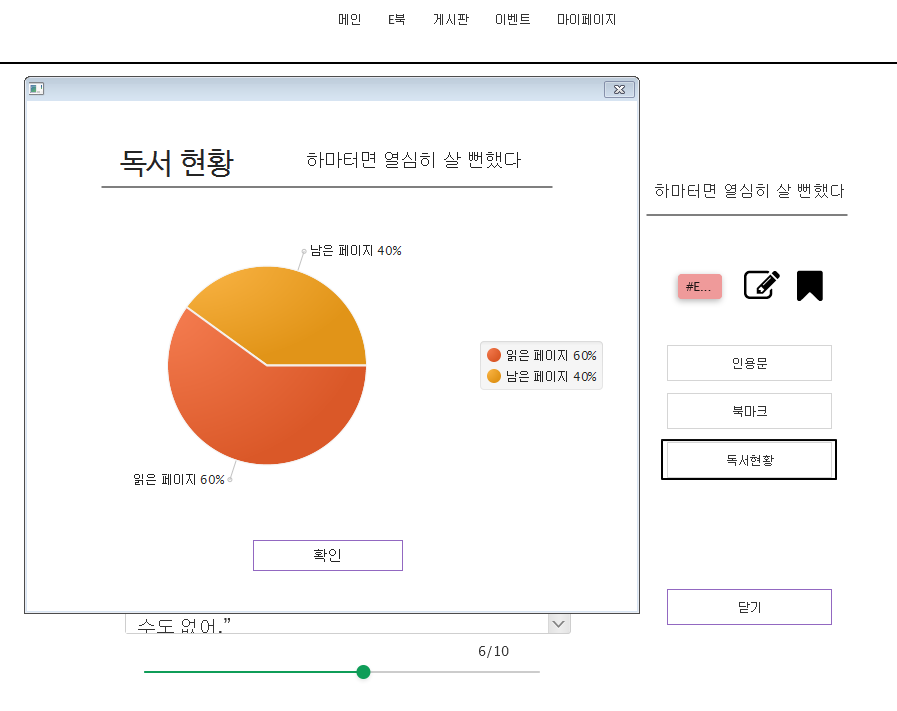 메인 E북 게시판 이벤트 마이페이지
독서 현황 하마터면 열심히 살 뻔했다
남은 페이지 40%
읽은 페이지 60%
남은 페이지 40%
읽은 페이지 60%
확인
수도 없어.”
6/10
하마터면 열심히 살 뻔했다
#E...
인용문
북마크
독서현황
닫기